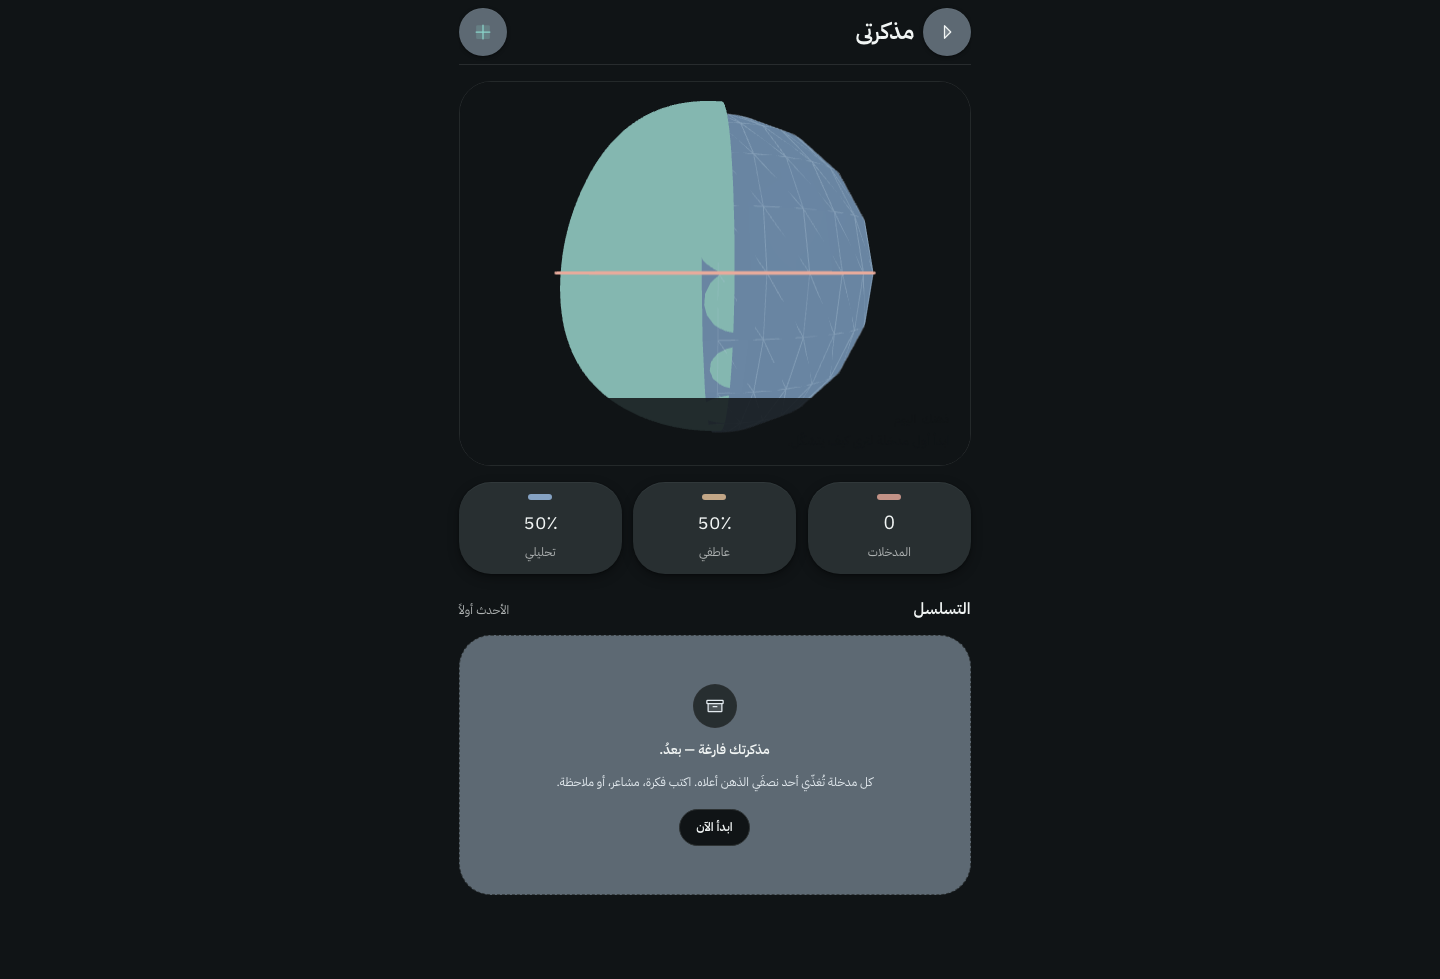 مذكرتى
0
المدخلات
50٪
عاطفي
50٪
تحليلي
التسلسل
الأحدث أولاً
مذكرتك فارغة — بعدُ.
كل مدخلة تُغذّي أحد نصفَي الذهن أعلاه. اكتب فكرة، مشاعر، أو ملاحظة.
ابدأ الآن